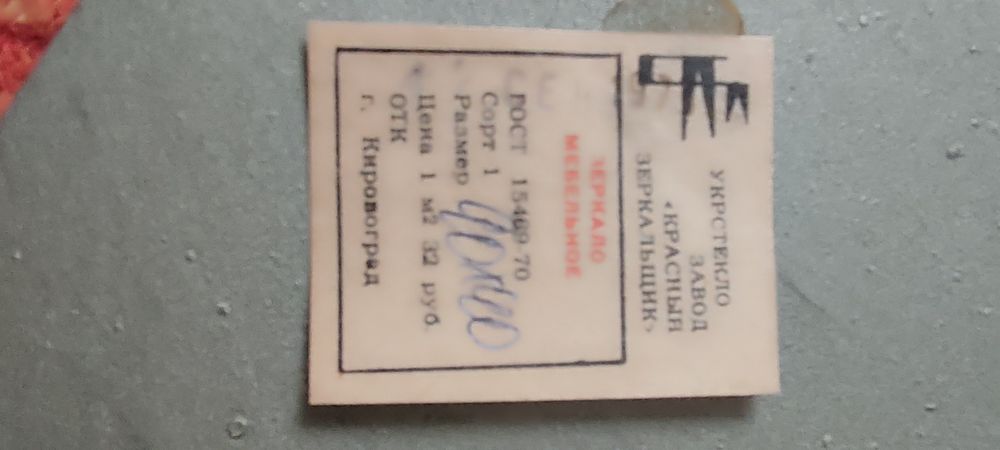 УКРСТЕКЛО
ЗАВОД
«КРАСНЫЙ
ЗЕРКАЛЬЩИК»
ЗЕРКАЛО
МЕБЕЛЬНОЕ
ГОСТ 15469-70
Сорт 1
Размер
Цена 1 м² 32 руб.
ОТК
г. Кировоград